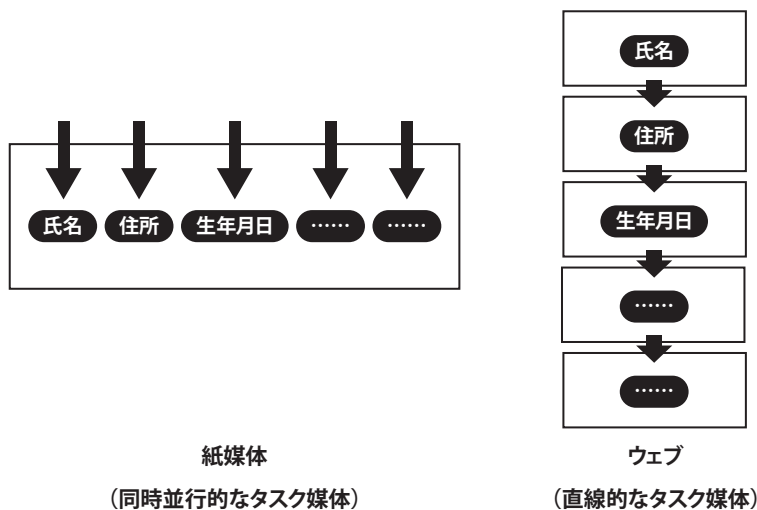 氏名
住所
生年月日
……
……
紙媒体
（同時並行的なタスク媒体）
氏名
住所
生年月日
……
……
ウェブ
（直線的なタスク媒体）